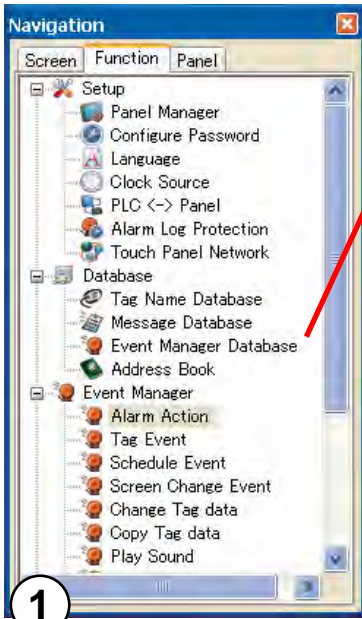 Navigation
Screen Function Panel
Setup
Panel Manager
Configure Password
Language
Clock Source
PLC <-> Panel
Alarm Log Protection
Touch Panel Network
Database
Tag Name Database
Message Database
Event Manager Database
Address Book
Event Manager
Alarm Action
Tag Event
Schedule Event
Screen Change Event
Change Tag data
Copy Tag data
Play Sound
1